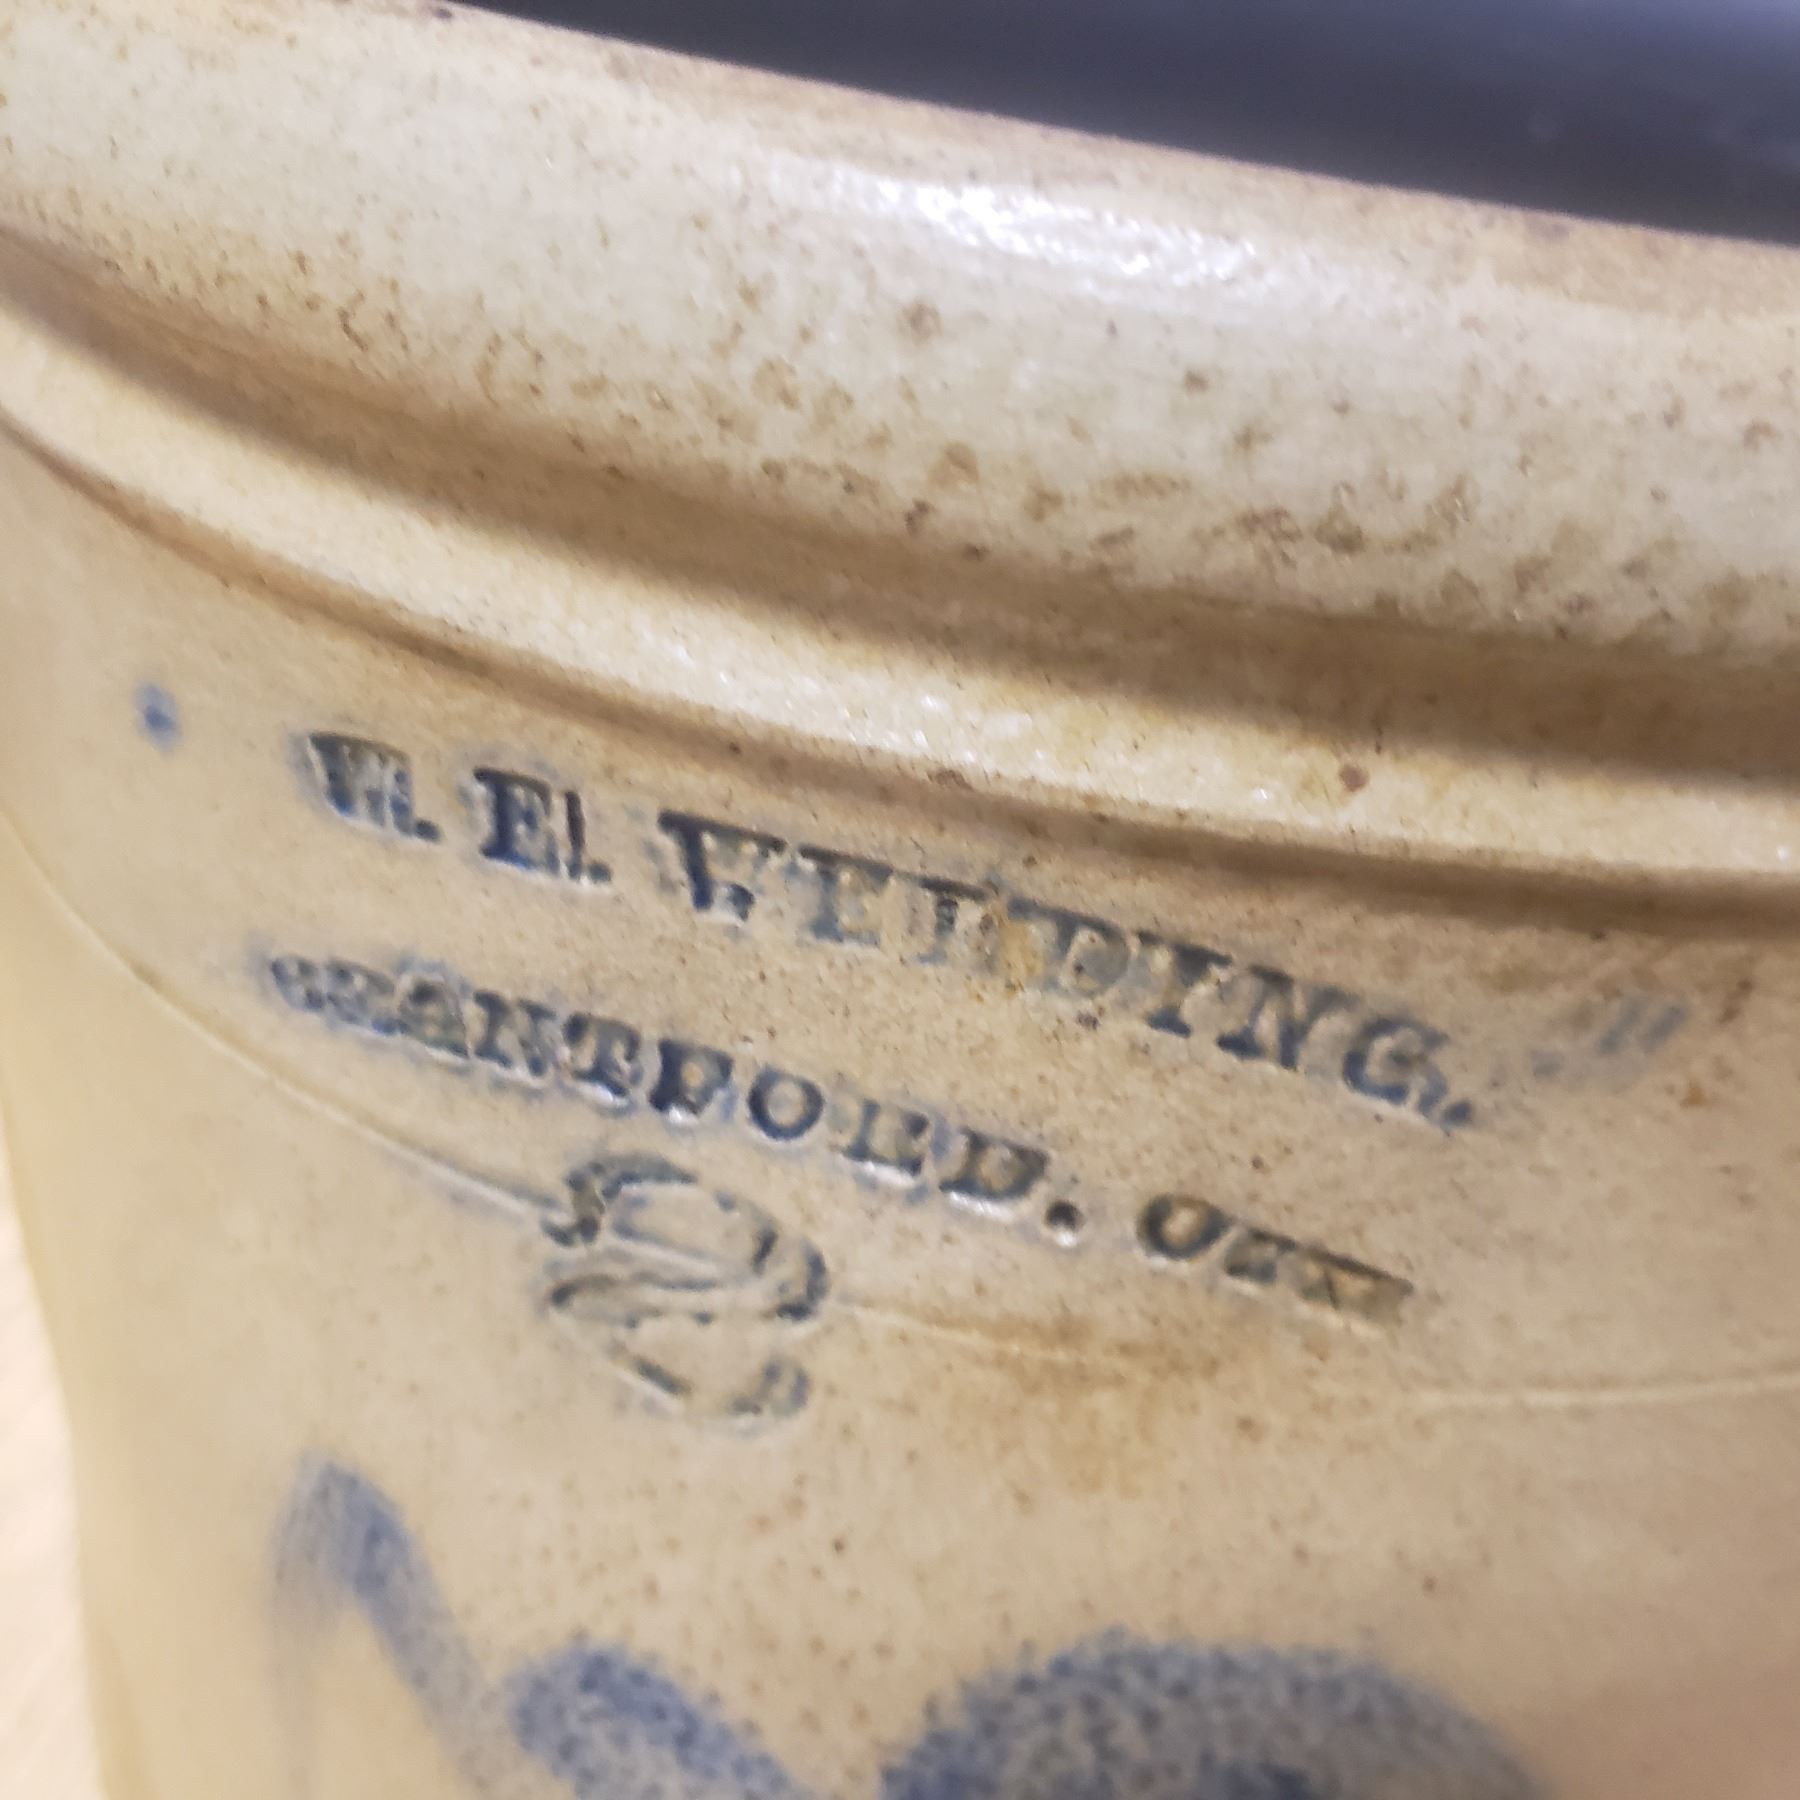 W. E. WELDING.
BRANTFORD. ONT
2